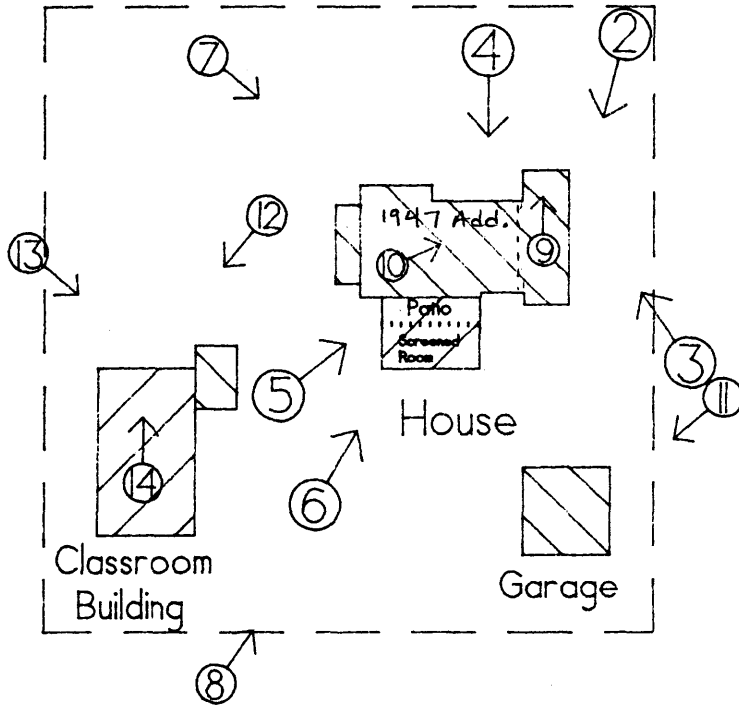 7
4
2
12
1947 Add.
13
10
9
Patio
Screened
Room
3
5
11
House
14
6
Classroom
Building
Garage
8